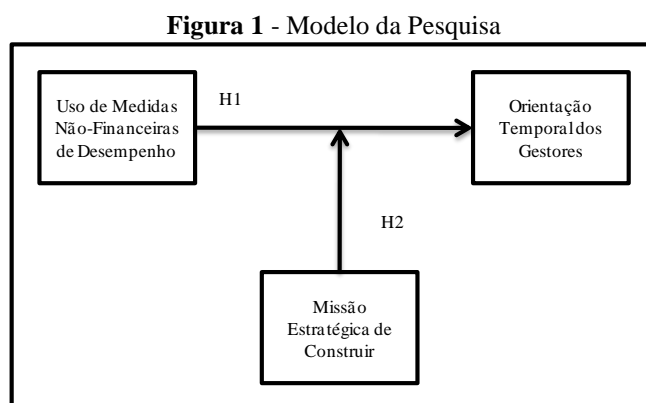 Figura 1 - Modelo da Pesquisa
Uso de Medidas
Não-Financeiras
de Desempenho
H1
Orientação
Temporal dos
Gestores
H2
Missão
Estratégica de
Construir